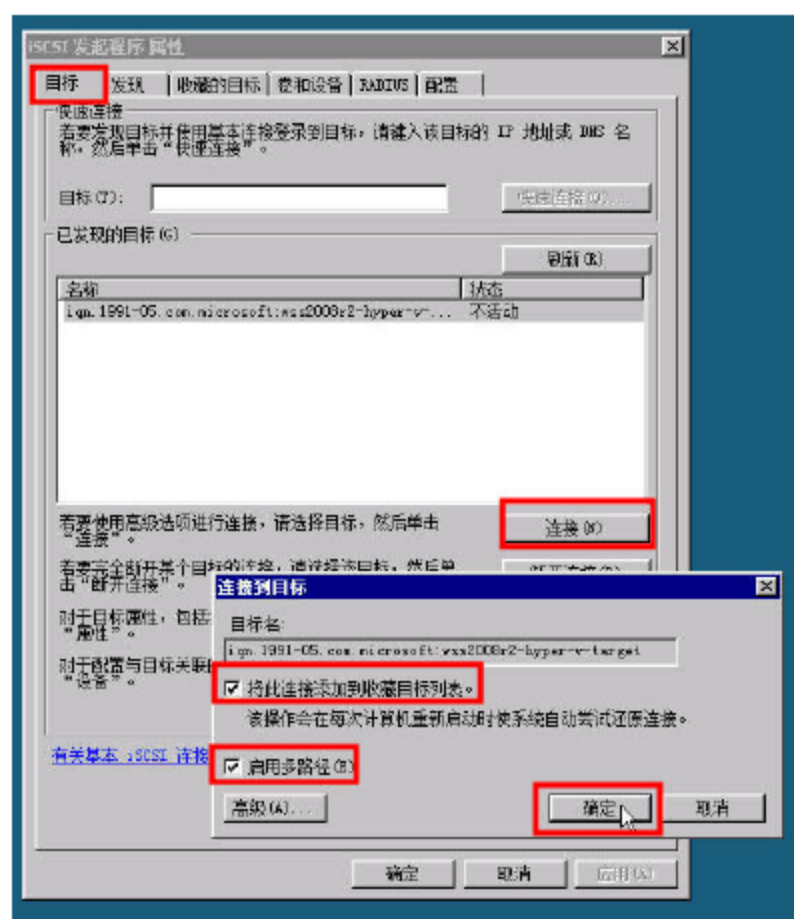 iSCSI 发起程序 属性
目标 发现 收藏的目标 卷和设备 RADIUS 配置
快速连接
若要发现目标并使用基本连接登录到目标，请键入该目标的 IP 地址或 DNS 名
称，然后单击“快速连接”。
目标(T): 快速连接(Q)...
已发现的目标(G)
刷新(R)
名称 状态
iqn.1991-05.com.microsoft:wss2008r2-hyper-v-... 不活动
若要使用高级选项进行连接，请选择目标，然后单击
“连接”。
连接(N)
若要完全断开某个目标的连接，请选择该目标，然后单
击“断开连接”。
连接到目标
对于目标属性，包括
“属性”。
目标名:
iqn.1991-05.com.microsoft:wss2008r2-hyper-v-target
对于配置与目标关联的
“设备”。
将此连接添加到收藏目标列表。
该操作会在每次计算机重新启动时使系统自动尝试还原连接。
有关基本 iSCSI 连接
启用多路径(E)
高级(A)... 确定 取消
确定 取消 应用(A)